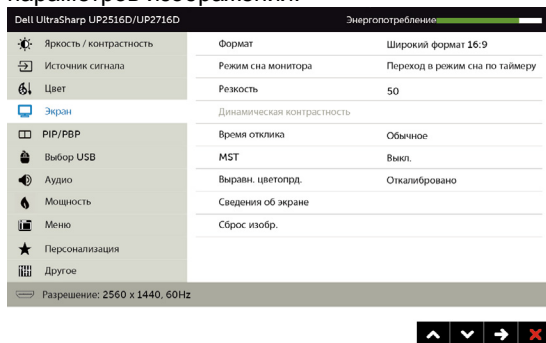 параметров изображения.
Dell UltraSharp UP2516D/UP2716D Энергопотребление
Яркость / контрастность Формат Широкий формат 16:9
Источник сигнала Режим сна монитора Переход в режим сна по таймеру
Цвет Резкость 50
Экран Динамическая контрастность
PIP/PBP Время отклика Обычное
Выбор USB MST Выкл.
Аудио Выравн. цветопрд. Откалибровано
Мощность Сведения об экране
Меню Сброс изобр.
Персонализация
Другое
Разрешение: 2560 x 1440, 60Hz